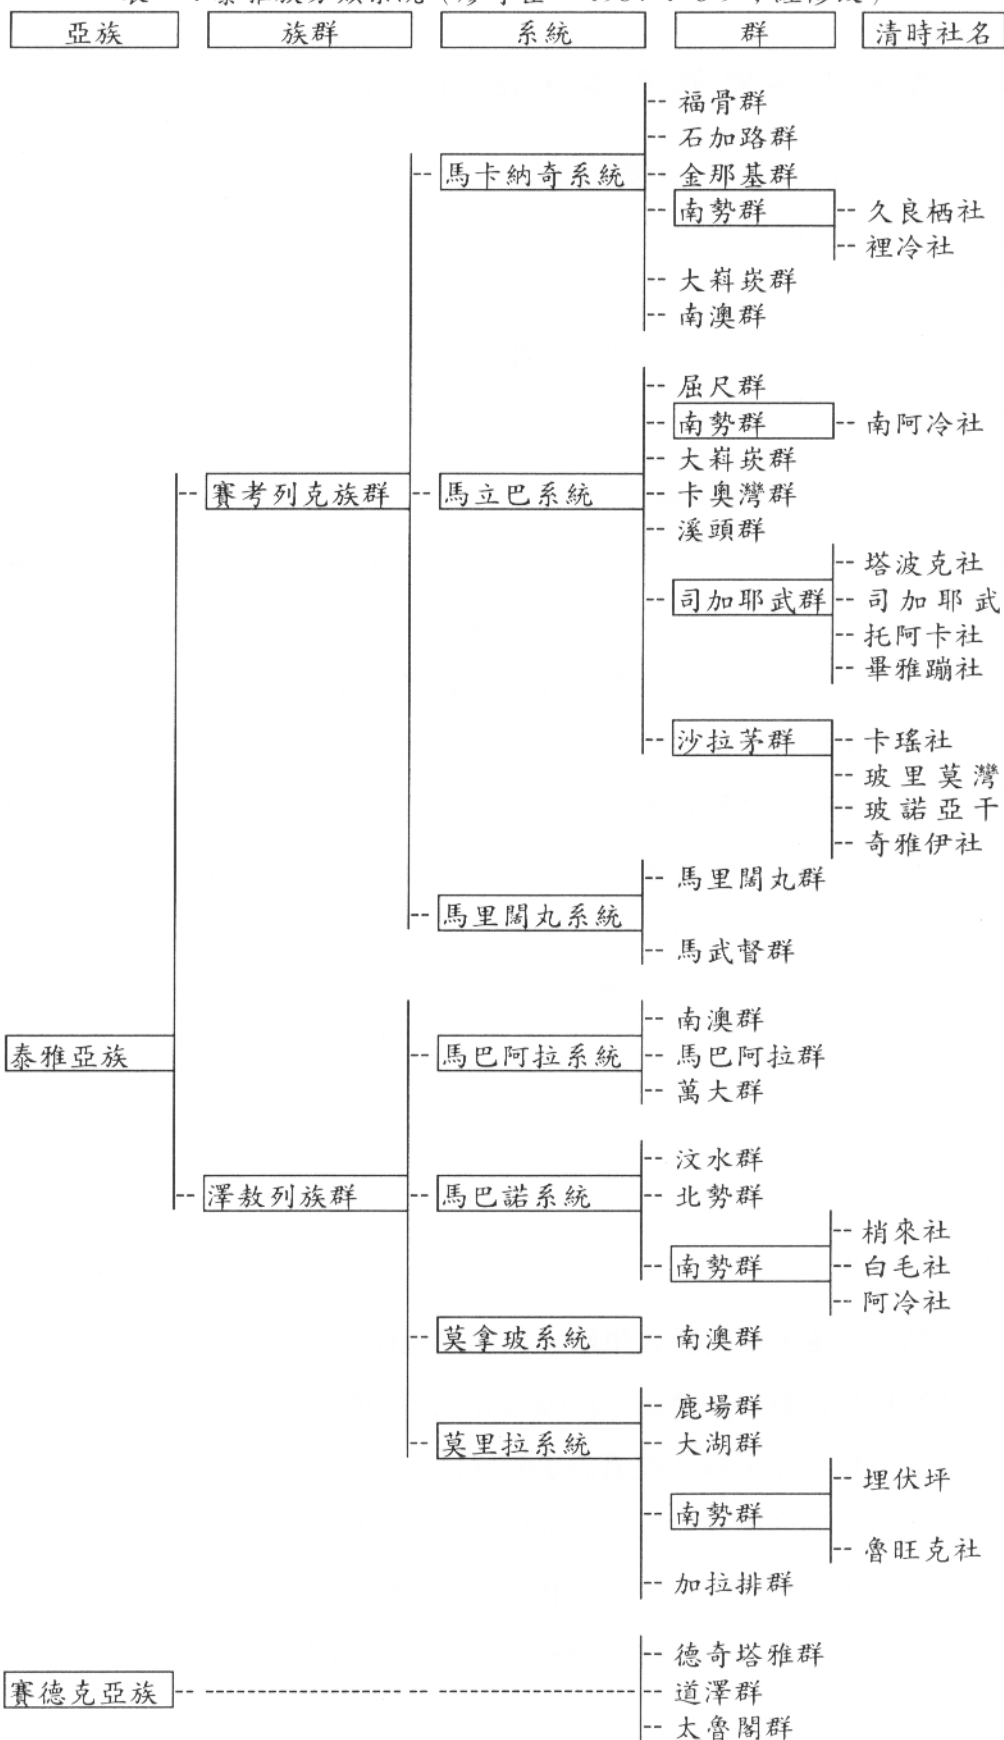 泰雅族分類系統
亞族 族群 系統 群 清時社名
福骨群
石加路群
馬卡納奇系統 金那基群
南勢群 久良栖社
裡冷社
大嵙崁群
南澳群
屈尺群
南勢群 南阿冷社
大嵙崁群
賽考列克族群 馬立巴系統 卡奧灣群
溪頭群
塔波克社
司加耶武群 司加耶武
托阿卡社
畢雅蹦社
沙拉茅群 卡瑤社
玻里莫灣
玻諾亞干
奇雅伊社
馬里闊丸群
馬里闊丸系統
馬武督群
南澳群
泰雅亞族 馬巴阿拉系統 馬巴阿拉群
萬大群
汶水群
澤敖列族群 馬巴諾系統 北勢群
梢來社
南勢群 白毛社
阿冷社
莫拿玻系統 南澳群
鹿場群
莫里拉系統 大湖群
埋伏坪
南勢群
魯旺克社
加拉排群
德奇塔雅群
賽德克亞族 道澤群
太魯閣群